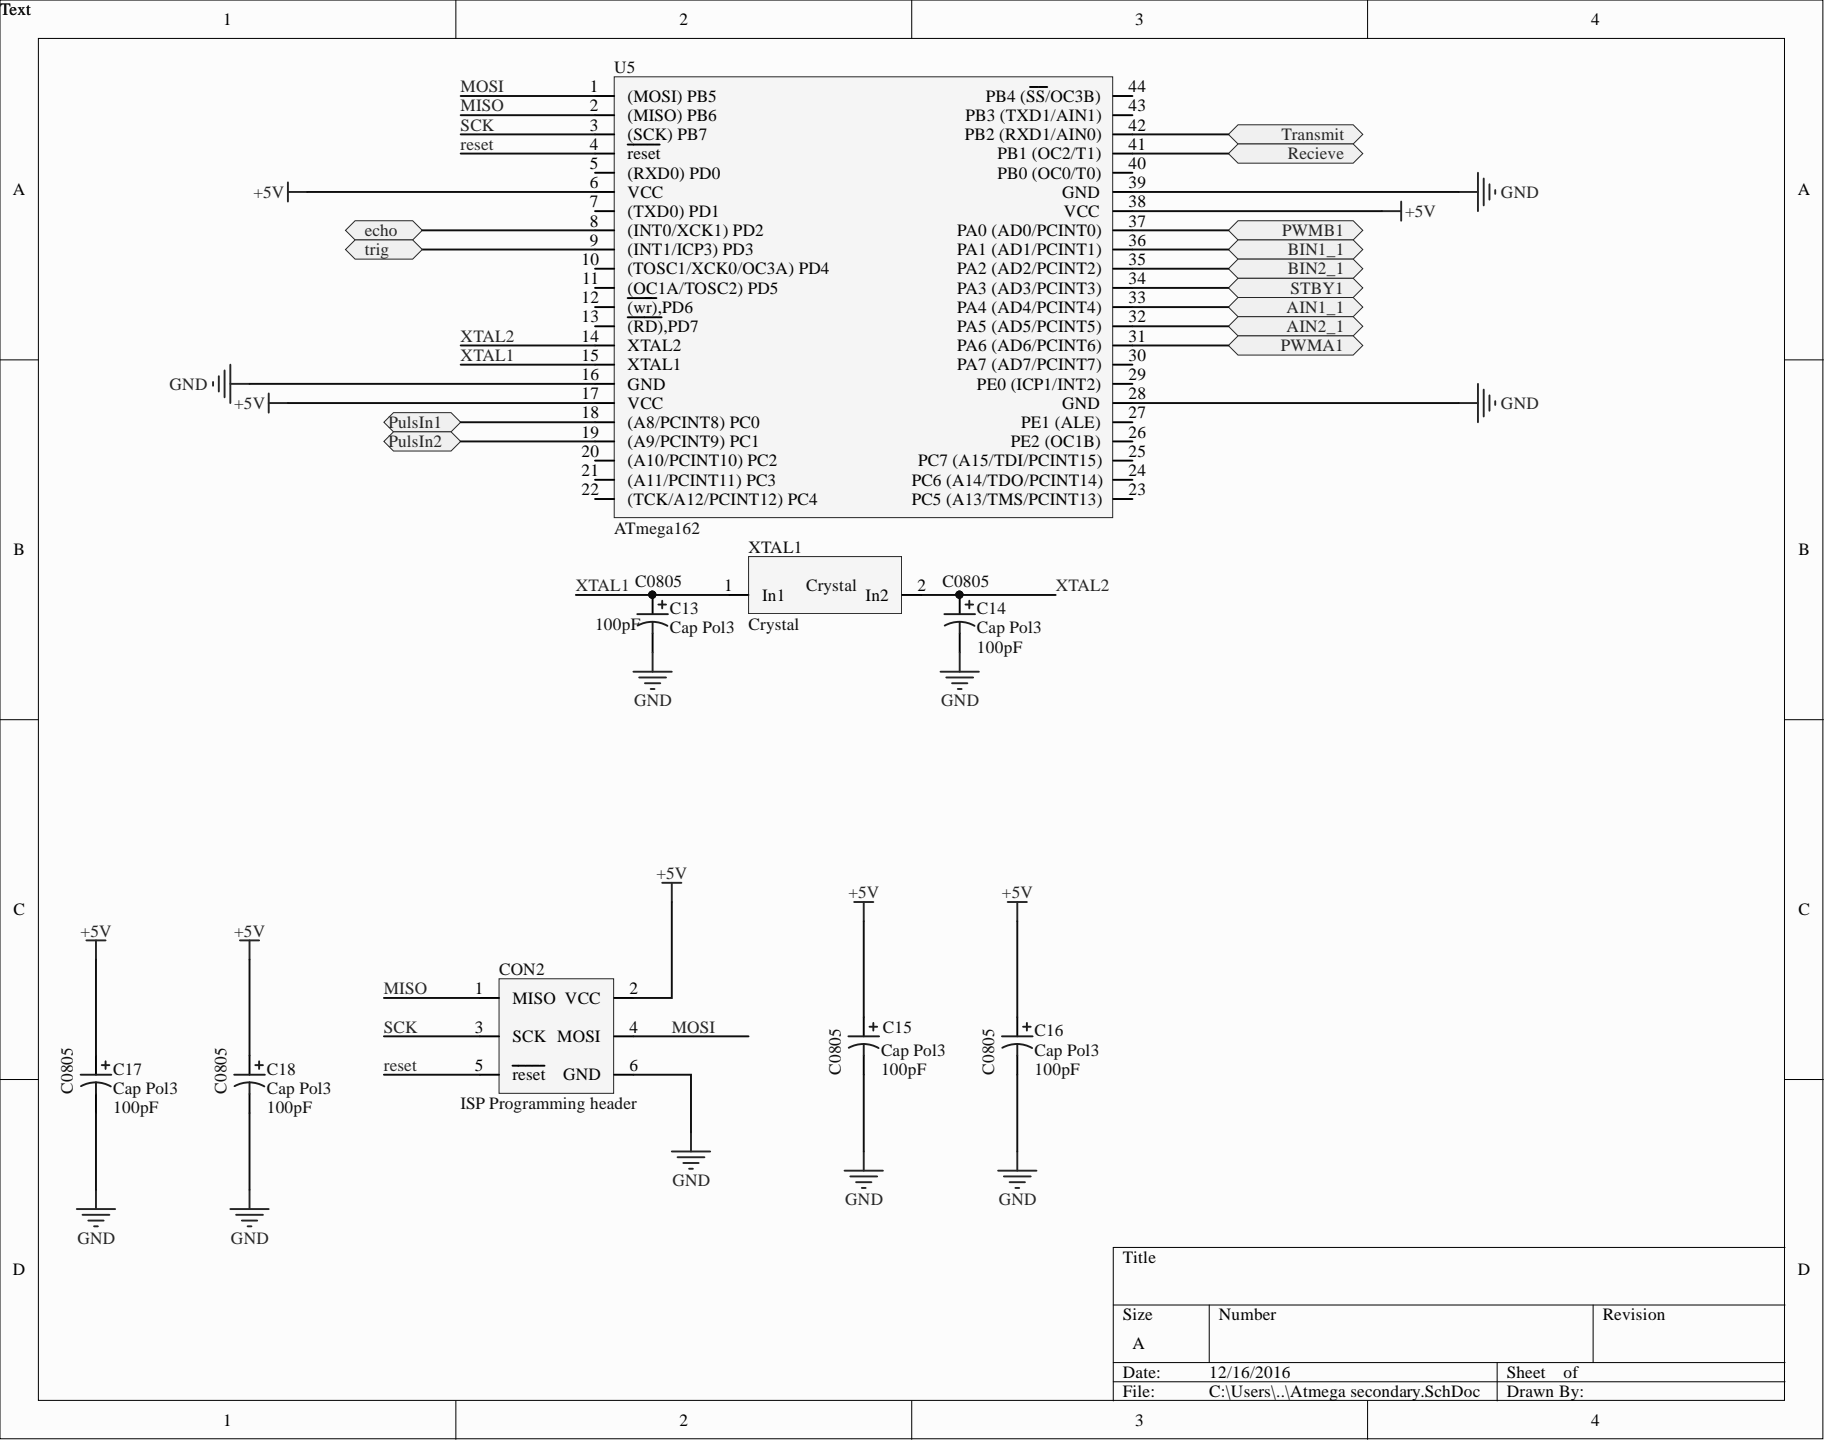 Text
1 2 3 4
A A
B B
C C
D D
U5
MOSI 1 (MOSI) PB5
MISO 2 (MISO) PB6
SCK 3 (SCK) PB7
reset 4 reset
5 (RXD0) PD0
+5V 6 VCC
7 (TXD0) PD1
echo 8 (INT0/XCK1) PD2
trig 9 (INT1/ICP3) PD3
10 (TOSC1/XCK0/OC3A) PD4
11 (OC1A/TOSC2) PD5
12 (wr),PD6
13 (RD),PD7
XTAL2 14 XTAL2
XTAL1 15 XTAL1
GND 16 GND
+5V 17 VCC
PulsIn1 18 (A8/PCINT8) PC0
PulsIn2 19 (A9/PCINT9) PC1
20 (A10/PCINT10) PC2
21 (A11/PCINT11) PC3
22 (TCK/A12/PCINT12) PC4
PB4 (SS/OC3B) 44
PB3 (TXD1/AIN1) 43
PB2 (RXD1/AIN0) 42 Transmit
PB1 (OC2/T1) 41 Recieve
PB0 (OC0/T0) 40
GND 39 GND
VCC 38 +5V
PA0 (AD0/PCINT0) 37 PWMB1
PA1 (AD1/PCINT1) 36 BIN1_1
PA2 (AD2/PCINT2) 35 BIN2_1
PA3 (AD3/PCINT3) 34 STBY1
PA4 (AD4/PCINT4) 33 AIN1_1
PA5 (AD5/PCINT5) 32 AIN2_1
PA6 (AD6/PCINT6) 31 PWMA1
PA7 (AD7/PCINT7) 30
PE0 (ICP1/INT2) 29
GND 28 GND
PE1 (ALE) 27
PE2 (OC1B) 26
PC7 (A15/TDI/PCINT15) 25
PC6 (A14/TDO/PCINT14) 24
PC5 (A13/TMS/PCINT13) 23
ATmega162
XTAL1
XTAL1 C0805 1 In1 Crystal In2 2 C0805 XTAL2
C13
100pF Cap Pol3
Crystal
C14
Cap Pol3
100pF
GND
GND
+5V
C0805
C17
Cap Pol3
100pF
GND
+5V
C0805
C18
Cap Pol3
100pF
GND
+5V
CON2
MISO 1 MISO VCC 2
SCK 3 SCK MOSI 4 MOSI
reset 5 reset GND 6
ISP Programming header
GND
+5V
C0805
C15
Cap Pol3
100pF
GND
+5V
C0805
C16
Cap Pol3
100pF
GND
Title
Size Number Revision
A
Date: 12/16/2016 Sheet of
File: C:\Users\..\Atmega secondary.SchDoc Drawn By:
1 2 3 4